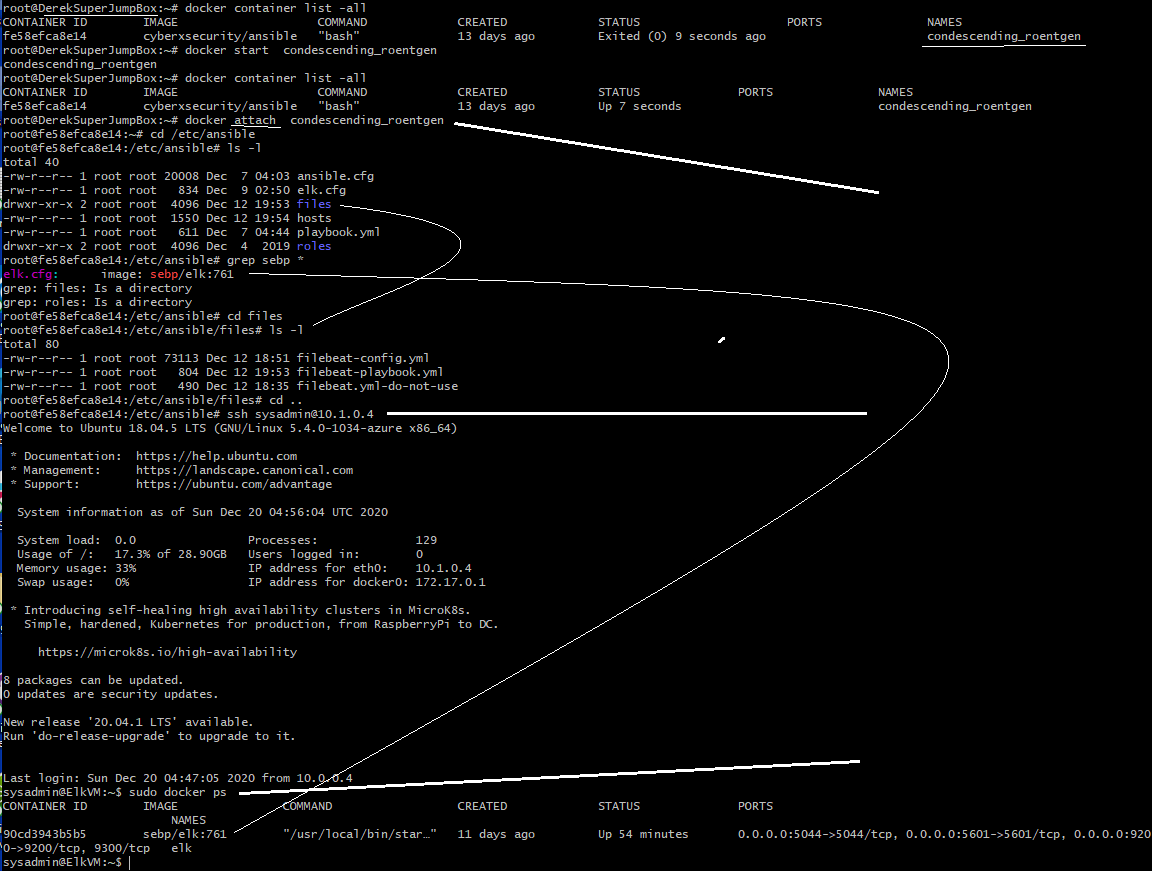 root@DerekSuperJumpBox:~# docker container list -all
CONTAINER ID        IMAGE                  COMMAND             CREATED             STATUS                     PORTS               NAMES
fe58efca8e14        cyberxsecurity/ansible   "bash"              13 days ago         Exited (0) 9 seconds ago                       condescending_roentgen
root@DerekSuperJumpBox:~# docker start  condescending_roentgen
condescending_roentgen
root@DerekSuperJumpBox:~# docker container list -all
CONTAINER ID        IMAGE                  COMMAND             CREATED             STATUS              PORTS               NAMES
fe58efca8e14        cyberxsecurity/ansible   "bash"              13 days ago         Up 7 seconds                            condescending_roentgen
root@DerekSuperJumpBox:~# docker attach  condescending_roentgen
root@fe58efca8e14:~# cd /etc/ansible
root@fe58efca8e14:/etc/ansible# ls -l
total 40
-rw-r--r-- 1 root root 20008 Dec  7 04:03 ansible.cfg
-rw-r--r-- 1 root root   834 Dec  9 02:50 elk.cfg
drwxr-xr-x 2 root root  4096 Dec 12 19:53 files
-rw-r--r-- 1 root root  1550 Dec 12 19:54 hosts
-rw-r--r-- 1 root root   611 Dec  7 04:44 playbook.yml
drwxr-xr-x 2 root root  4096 Dec  4  2019 roles
root@fe58efca8e14:/etc/ansible# grep sebp *
elk.cfg:      image: sebp/elk:761
grep: files: Is a directory
grep: roles: Is a directory
root@fe58efca8e14:/etc/ansible# cd files
root@fe58efca8e14:/etc/ansible/files# ls -l
total 80
-rw-r--r-- 1 root root 73113 Dec 12 18:51 filebeat-config.yml
-rw-r--r-- 1 root root   804 Dec 12 19:53 filebeat-playbook.yml
-rw-r--r-- 1 root root   490 Dec 12 18:35 filebeat.yml-do-not-use
root@fe58efca8e14:/etc/ansible/files# cd ..
root@fe58efca8e14:/etc/ansible# ssh sysadmin@10.1.0.4
Welcome to Ubuntu 18.04.5 LTS (GNU/Linux 5.4.0-1034-azure x86_64)
* Documentation:  https://help.ubuntu.com
* Management:     https://landscape.canonical.com
* Support:        https://ubuntu.com/advantage
System information as of Sun Dec 20 04:56:04 UTC 2020
System load:  0.0                Processes:              129
Usage of /:   17.3% of 28.90GB   Users logged in:        0
Memory usage: 33%                IP address for eth0:    10.1.0.4
Swap usage:   0%                 IP address for docker0: 172.17.0.1
* Introducing self-healing high availability clusters in MicroK8s.
Simple, hardened, Kubernetes for production, from RaspberryPi to DC.
https://microk8s.io/high-availability
8 packages can be updated.
0 updates are security updates.
New release '20.04.1 LTS' available.
Run 'do-release-upgrade' to upgrade to it.
Last login: Sun Dec 20 04:47:05 2020 from 10.0.0.4
sysadmin@ElkVM:~$ sudo docker ps
CONTAINER ID        IMAGE               COMMAND                  CREATED             STATUS              PORTS
NAMES
90cd3943b5b5        sebp/elk:761        "/usr/local/bin/star…"   11 days ago         Up 54 minutes       0.0.0.0:5044->5044/tcp, 0.0.0.0:5601->5601/tcp, 0.0.0.0:920
0->9200/tcp, 9300/tcp   elk
sysadmin@ElkVM:~$